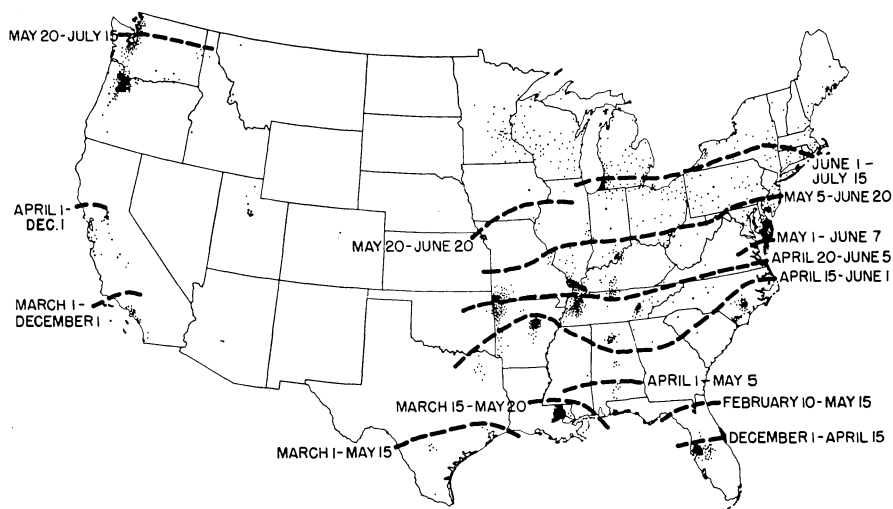 MAY 20-JULY 15
JUNE 1-
JULY 15
MAY 5-JUNE 20
APRIL 1-
DEC.1
MAY 20-JUNE 20
MAY 1-JUNE 7
APRIL 20-JUNE 5
APRIL 15-JUNE 1
MARCH 1-
DECEMBER 1
APRIL 1-MAY 5
MARCH 15-MAY 20
FEBRUARY 10-MAY 15
DECEMBER 1-APRIL 15
MARCH 1-MAY 15